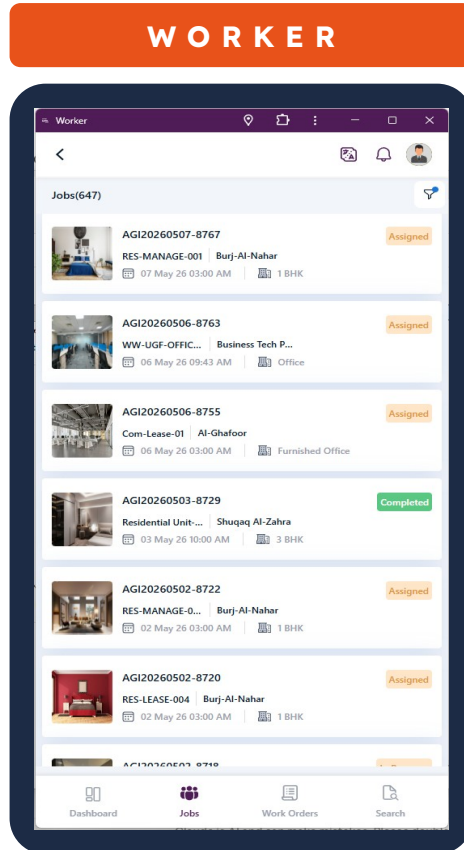 WORKER
Worker
Jobs(647)
AGI20260507-8767
Assigned
RES-MANAGE-001 Burj-Al-Nahar
07 May 26 03:00 AM 1 BHK
AGI20260506-8763
Assigned
WW-UGF-OFFIC... Business Tech P...
06 May 26 09:43 AM Office
AGI20260506-8755
Assigned
Com-Lease-01 Al-Ghafoor
06 May 26 03:00 AM Furnished Office
AGI20260503-8729
Completed
Residential Unit-... Shuqaq Al-Zahra
03 May 26 10:00 AM 3 BHK
AGI20260502-8722
Assigned
RES-MANAGE-0... Burj-Al-Nahar
02 May 26 03:00 AM 1 BHK
AGI20260502-8720
Assigned
RES-LEASE-004 Burj-Al-Nahar
02 May 26 03:00 AM 1 BHK
AGI20260502-8718
Dashboard Jobs Work Orders Search